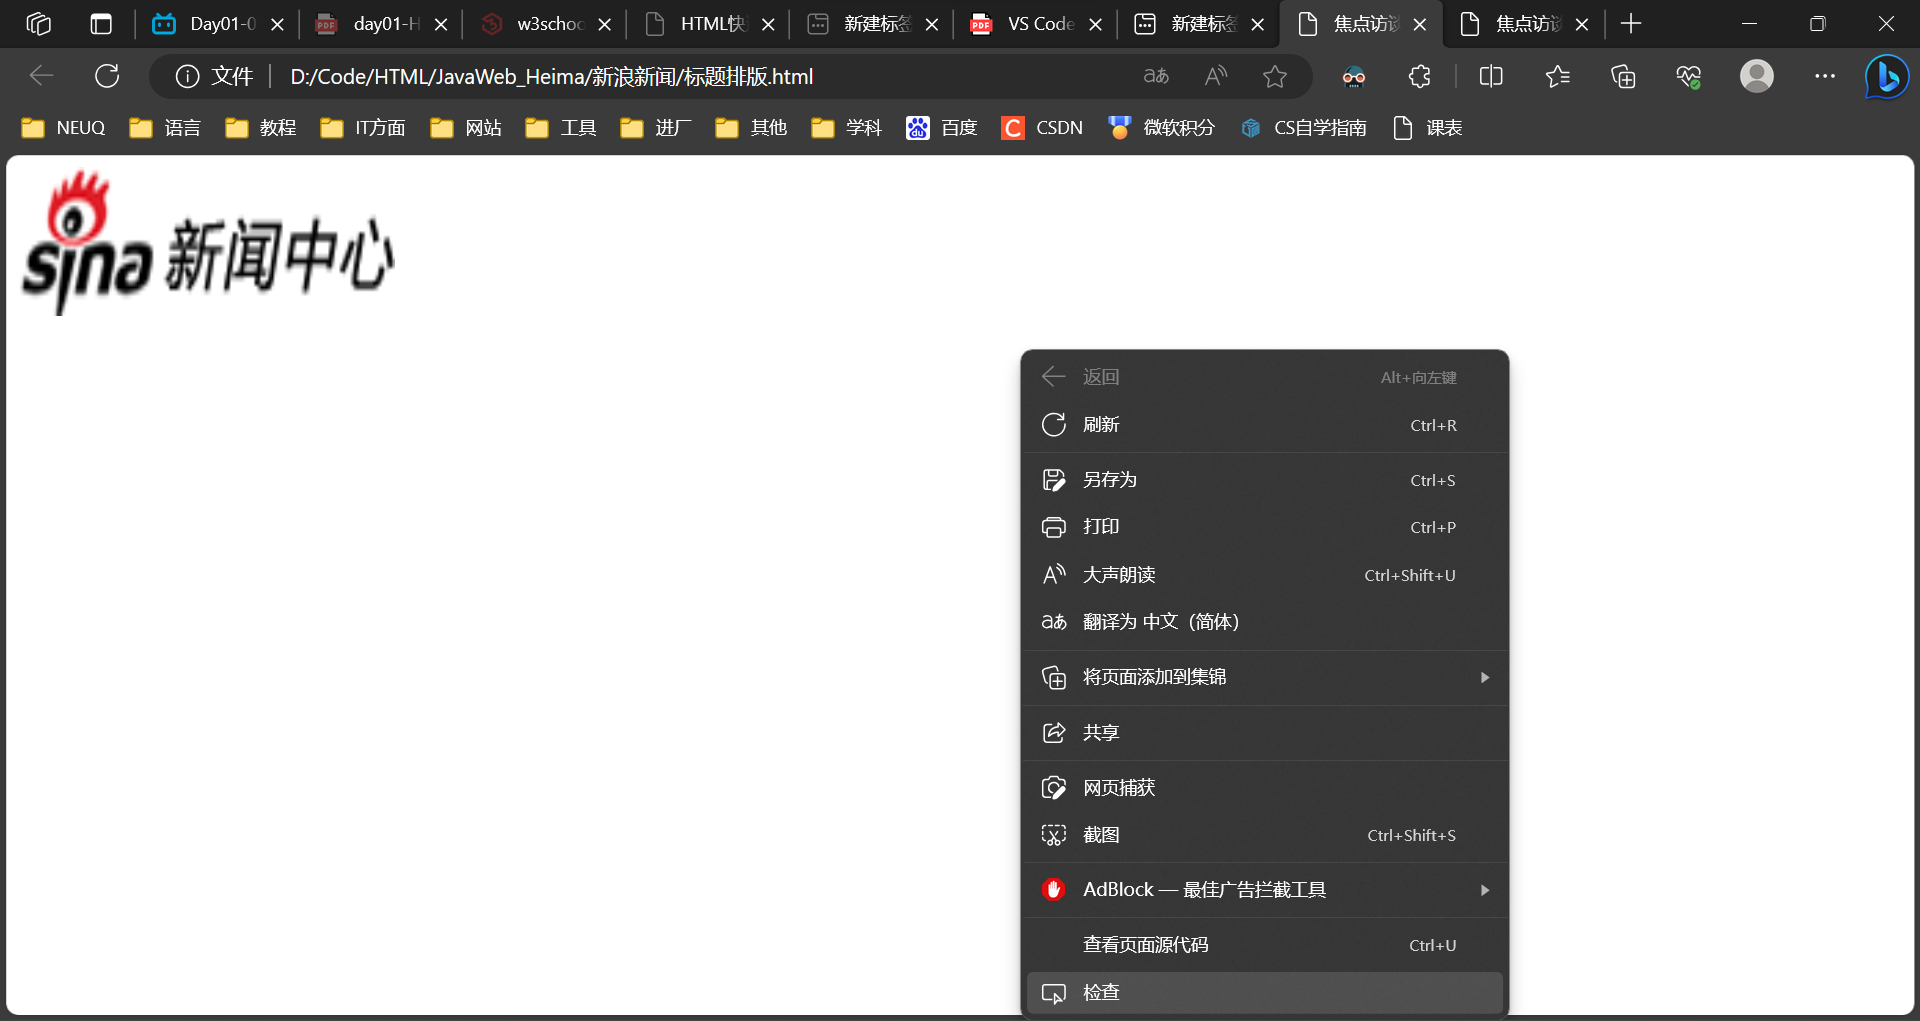 Day01-0
day01-H
w3schoo
HTML快速
新建标签
VS Code
新建标签
焦点访谈
焦点访谈
文件
D:/Code/HTML/JavaWeb_Heima/新浪新闻/标题排版.html
NEUQ
语言
教程
IT方面
网站
工具
进厂
其他
学科
百度
CSDN
微软积分
CS自学指南
课表
sina 新闻中心
返回 Alt+向左键
刷新 Ctrl+R
另存为 Ctrl+S
打印 Ctrl+P
大声朗读 Ctrl+Shift+U
aあ 翻译为 中文（简体）
将页面添加到集锦
共享
网页捕获
截图 Ctrl+Shift+S
AdBlock — 最佳广告拦截工具
查看页面源代码 Ctrl+U
检查